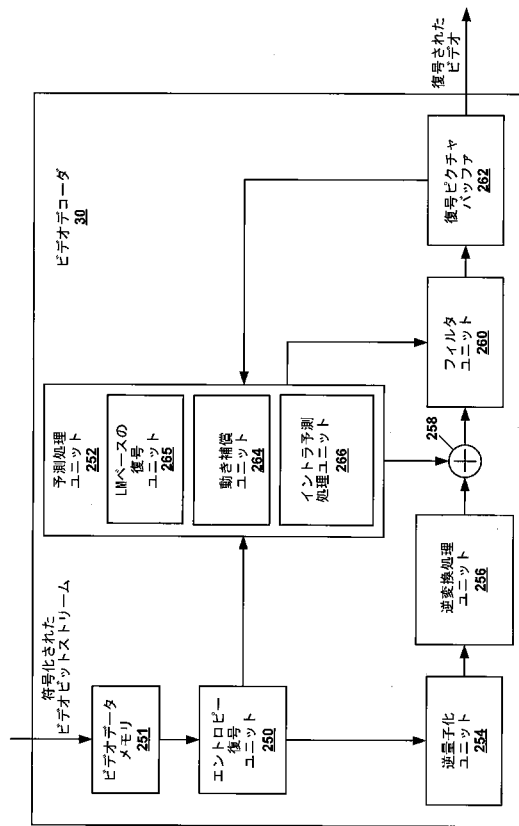 符号化された
ビデオビットストリーム
ビデオデータ
メモリ
251
エントロピー
復号
ユニット
250
予測処理
ユニット
252
LMベースの
復号
ユニット
265
動き補償
ユニット
264
イントラ予測
処理ユニット
266
ビデオデコーダ
30
逆量子化
ユニット
254
逆変換処理
ユニット
256
258
フィルタ
ユニット
260
復号ピクチャ
バッファ
262
復号された
ビデオ